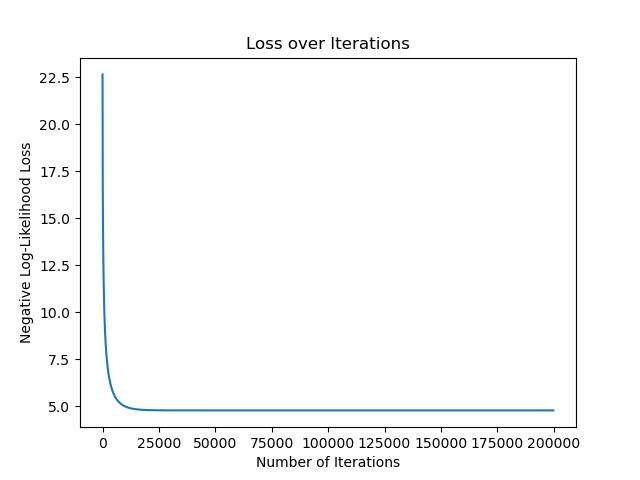 Loss over Iterations
Negative Log-Likelihood Loss
22.5
20.0
17.5
15.0
12.5
10.0
7.5
5.0
0 25000 50000 75000 100000 125000 150000 175000 200000
Number of Iterations